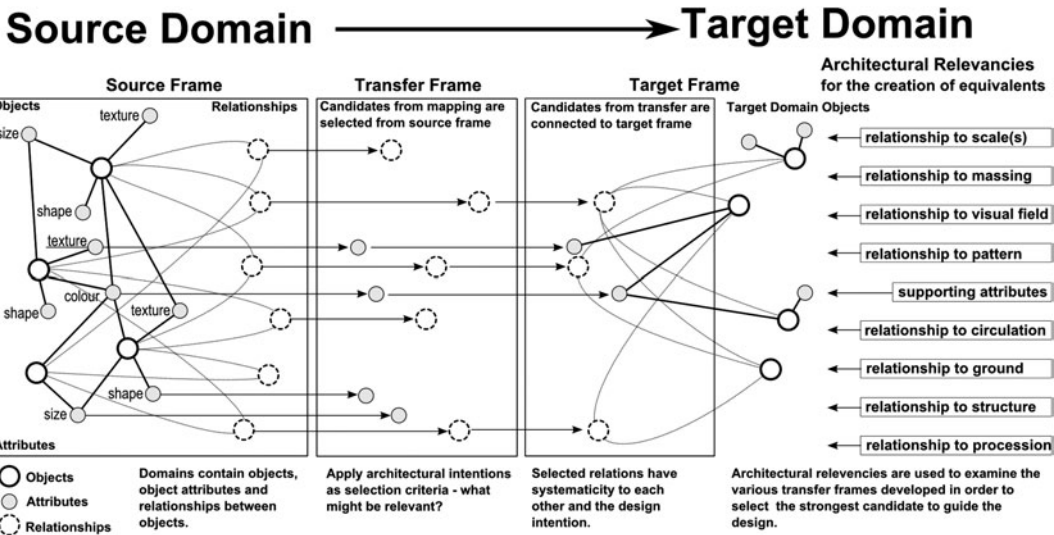 Source Domain
Target Domain
Architectural Relevancies
for the creation of equivalents
Source Frame
Transfer Frame
Target Frame
Objects
Relationships
Candidates from mapping are
selected from source frame
Candidates from transfer are
connected to target frame
Target Domain Objects
size
texture
shape
texture
colour
shape
texture
shape
size
Attributes
relationship to scale(s)
relationship to massing
relationship to visual field
relationship to pattern
supporting attributes
relationship to circulation
relationship to ground
relationship to structure
relationship to procession
Objects
Attributes
Relationships
Domains contain objects,
object attributes and
relationships between
objects.
Apply architectural intentions
as selection criteria - what
might be relevant?
Selected relations have
systematicity to each
other and the design
intention.
Architectural relevencies are used to examine the
various transfer frames developed in order to
select the strongest candidate to guide the
design.